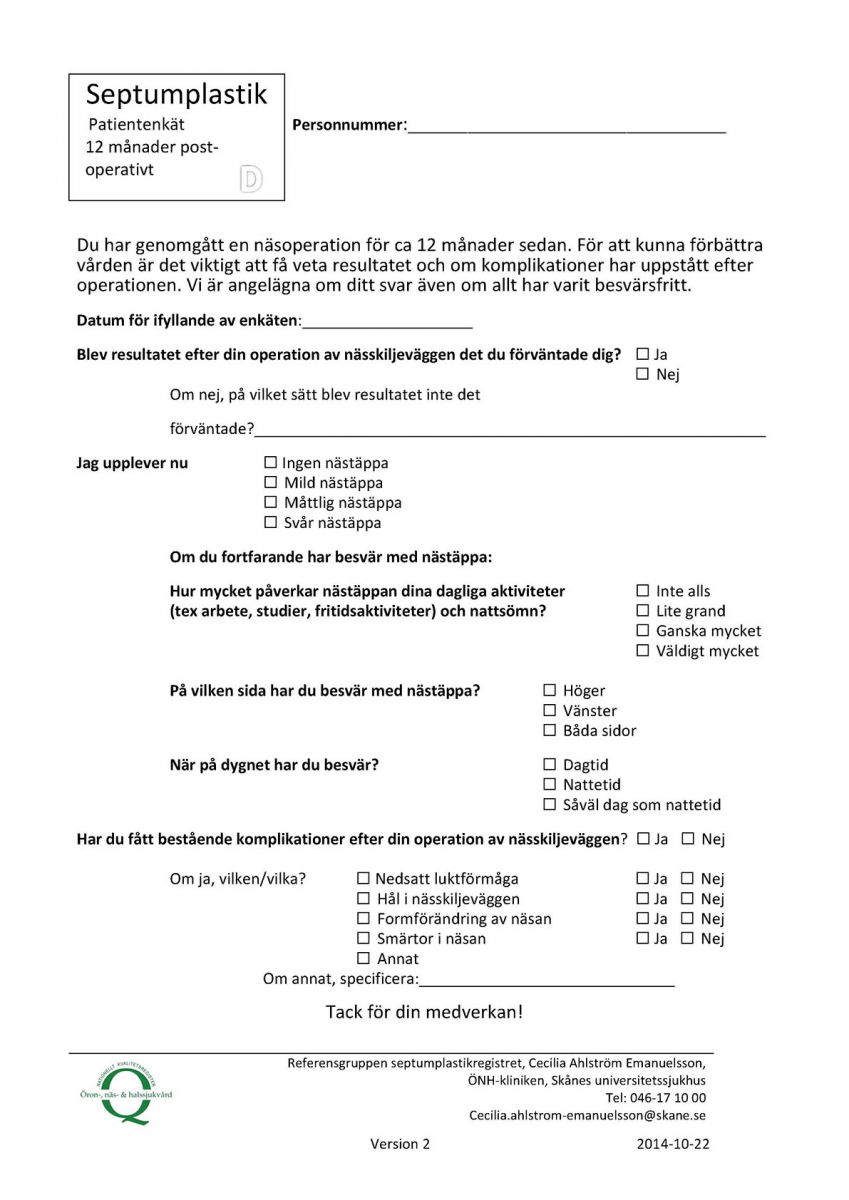 Septumplastik
Patientenkät
12 månader post-
operativt
D
Personnummer:
Du har genomgått en näsoperation för ca 12 månader sedan. För att kunna förbättra
vården är det viktigt att få veta resultatet och om komplikationer har uppstått efter
operationen. Vi är angelägna om ditt svar även om allt har varit besvärsfritt.
Datum för ifyllande av enkäten:
Blev resultatet efter din operation av nässkiljeväggen det du förväntade dig? ☐ Ja
☐ Nej
Om nej, på vilket sätt blev resultatet inte det
förväntade?
Jag upplever nu ☐ Ingen nästäppa
☐ Mild nästäppa
☐ Måttlig nästäppa
☐ Svår nästäppa
Om du fortfarande har besvär med nästäppa:
Hur mycket påverkar nästäppan dina dagliga aktiviteter ☐ Inte alls
(tex arbete, studier, fritidsaktiviteter) och nattsömn? ☐ Lite grand
☐ Ganska mycket
☐ Väldigt mycket
På vilken sida har du besvär med nästäppa? ☐ Höger
☐ Vänster
☐ Båda sidor
När på dygnet har du besvär? ☐ Dagtid
☐ Nattetid
☐ Såväl dag som nattetid
Har du fått bestående komplikationer efter din operation av nässkiljeväggen? ☐ Ja ☐ Nej
Om ja, vilken/vilka? ☐ Nedsatt luktförmåga ☐ Ja ☐ Nej
☐ Hål i nässkiljeväggen ☐ Ja ☐ Nej
☐ Formförändring av näsan ☐ Ja ☐ Nej
☐ Smärtor i näsan ☐ Ja ☐ Nej
☐ Annat
Om annat, specificera:
Tack för din medverkan!
NATIONELLT KVALITETSREGISTER
Öron-, näs- & halssjukvård
Referensgruppen septumplastikregistret, Cecilia Ahlström Emanuelsson,
ÖNH-kliniken, Skånes universitetssjukhus
Tel: 046-17 10 00
Cecilia.ahlstrom-emanuelsson@skane.se
Version 2 2014-10-22